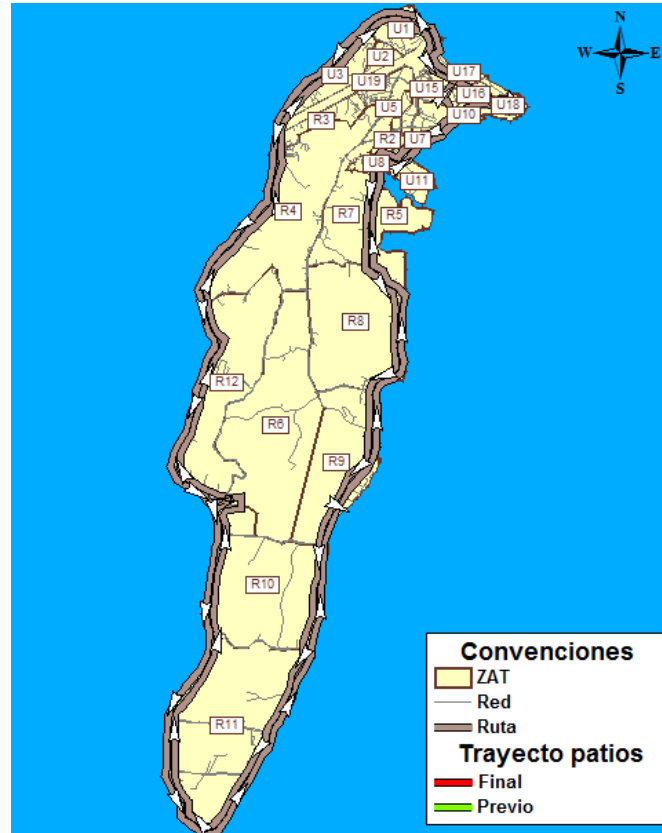 U1
N
U2
W
E
U3
U19
U17
U15
U16
S
U5
U18
R3
U10
R2
U7
U8
U11
R4
R7
R5
R8
R12
R6
R9
R10
R11
Convenciones
ZAT
Red
Ruta
Trayecto patios
Final
Previo